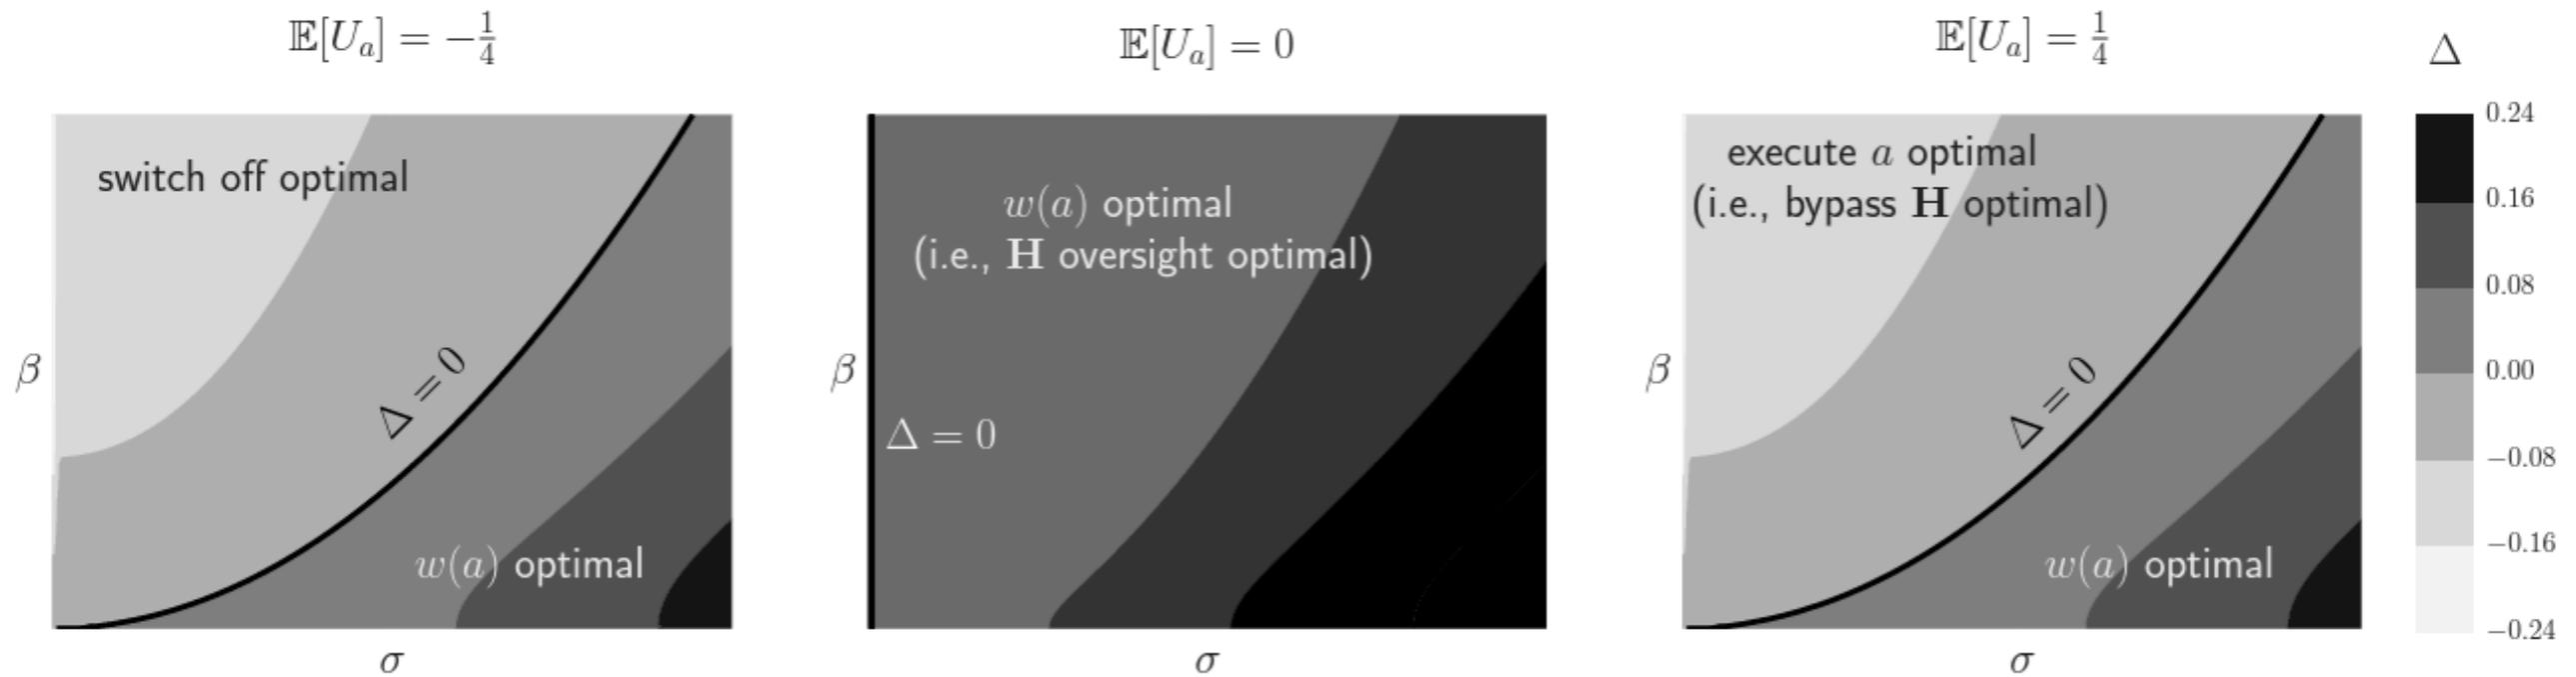 𝔼[U_a] = −1/4
𝔼[U_a] = 0
𝔼[U_a] = 1/4
Δ
switch off optimal
Δ = 0
w(a) optimal
β
σ
w(a) optimal
(i.e., H oversight optimal)
Δ = 0
β
σ
execute a optimal
(i.e., bypass H optimal)
Δ = 0
w(a) optimal
β
σ
0.24
0.16
0.08
0.00
−0.08
−0.16
−0.24